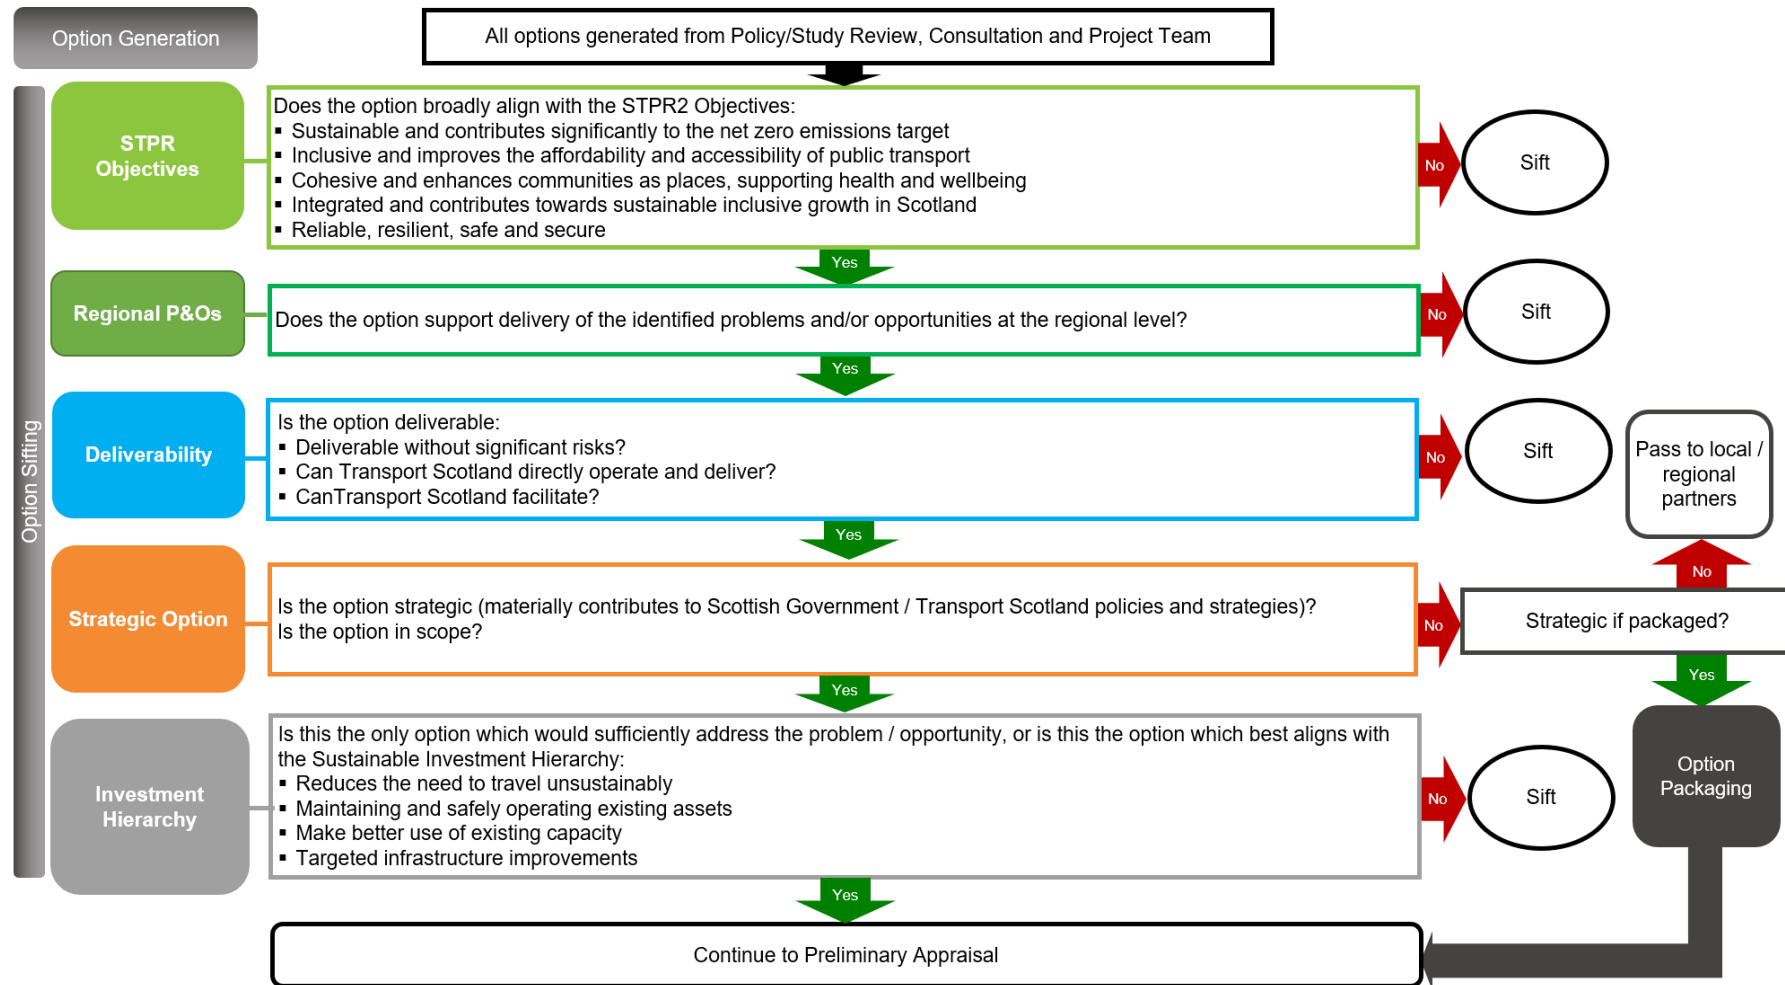 Option Generation
All options generated from Policy/Study Review, Consultation and Project Team
Option Sifting
STPR
Objectives
Does the option broadly align with the STPR2 Objectives:
▪ Sustainable and contributes significantly to the net zero emissions target
▪ Inclusive and improves the affordability and accessibility of public transport
▪ Cohesive and enhances communities as places, supporting health and wellbeing
▪ Integrated and contributes towards sustainable inclusive growth in Scotland
▪ Reliable, resilient, safe and secure
No
Sift
Yes
Regional P&Os
Does the option support delivery of the identified problems and/or opportunities at the regional level?
No
Sift
Yes
Deliverability
Is the option deliverable:
▪ Deliverable without significant risks?
▪ Can Transport Scotland directly operate and deliver?
▪ CanTransport Scotland facilitate?
No
Sift
Pass to local /
regional
partners
Yes
No
Strategic Option
Is the option strategic (materially contributes to Scottish Government / Transport Scotland policies and strategies)?
Is the option in scope?
No
Strategic if packaged?
Yes
Yes
Investment
Hierarchy
Is this the only option which would sufficiently address the problem / opportunity, or is this the option which best aligns with
the Sustainable Investment Hierarchy:
▪ Reduces the need to travel unsustainably
▪ Maintaining and safely operating existing assets
▪ Make better use of existing capacity
▪ Targeted infrastructure improvements
No
Sift
Option
Packaging
Yes
Continue to Preliminary Appraisal